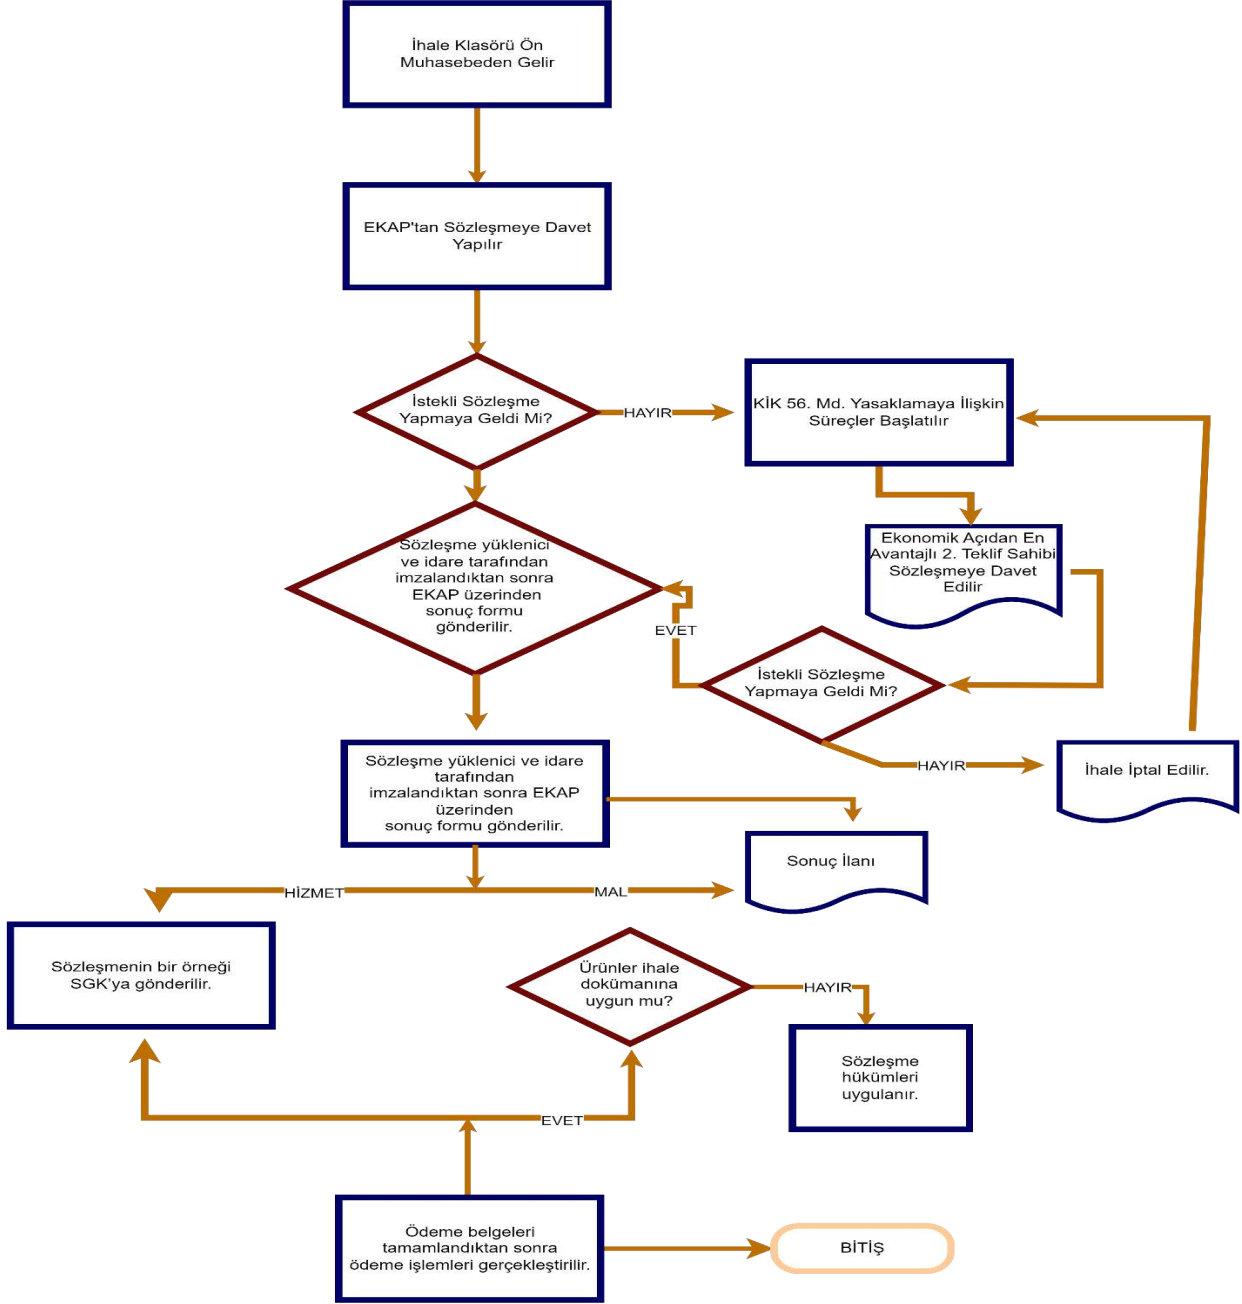 İhale Klasörü Ön
Muhasebeden Gelir
EKAP'tan Sözleşmeye Davet
Yapılır
İstekli Sözleşme
Yapmaya Geldi Mi?
HAYIR
KİK 56. Md. Yasaklamaya İlişkin
Süreçler Başlatılır
Ekonomik Açıdan En
Avantajlı 2. Teklif Sahibi
Sözleşmeye Davet
Edilir
Sözleşme yüklenici
ve idare tarafından
imzalandıktan sonra
EKAP üzerinden
sonuç formu
gönderilir.
EVET
İstekli Sözleşme
Yapmaya Geldi Mi?
HAYIR
İhale İptal Edilir.
Sözleşme yüklenici ve idare
tarafından
imzalandıktan sonra EKAP
üzerinden
sonuç formu gönderilir.
Sonuç İlanı
HİZMET
MAL
Sözleşmenin bir örneği
SGK'ya gönderilir.
Ürünler ihale
dokümanına
uygun mu?
HAYIR
Sözleşme
hükümleri
uygulanır.
EVET
Ödeme belgeleri
tamamlandıktan sonra
ödeme işlemleri gerçekleştirilir.
BİTİŞ